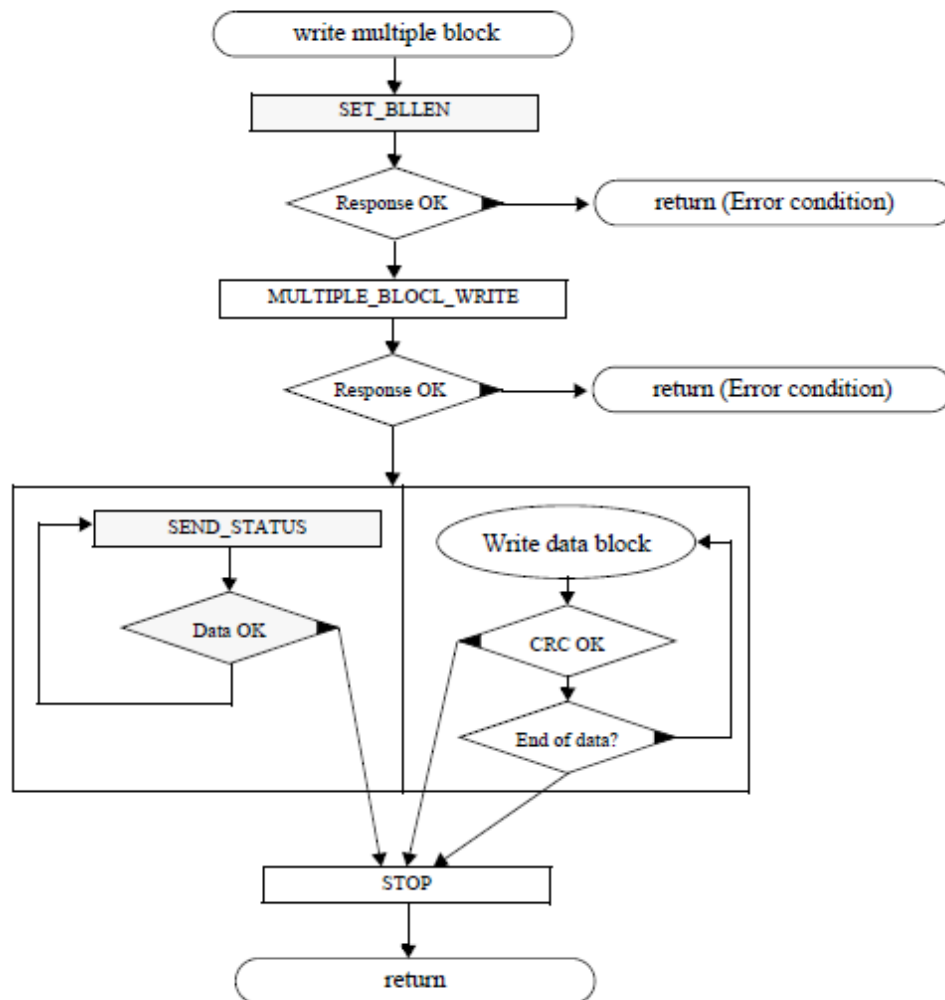 write multiple block
SET_BLLEN
Response OK
return (Error condition)
MULTIPLE_BLOCL_WRITE
Response OK
return (Error condition)
SEND_STATUS
Data OK
Write data block
CRC OK
End of data?
STOP
return